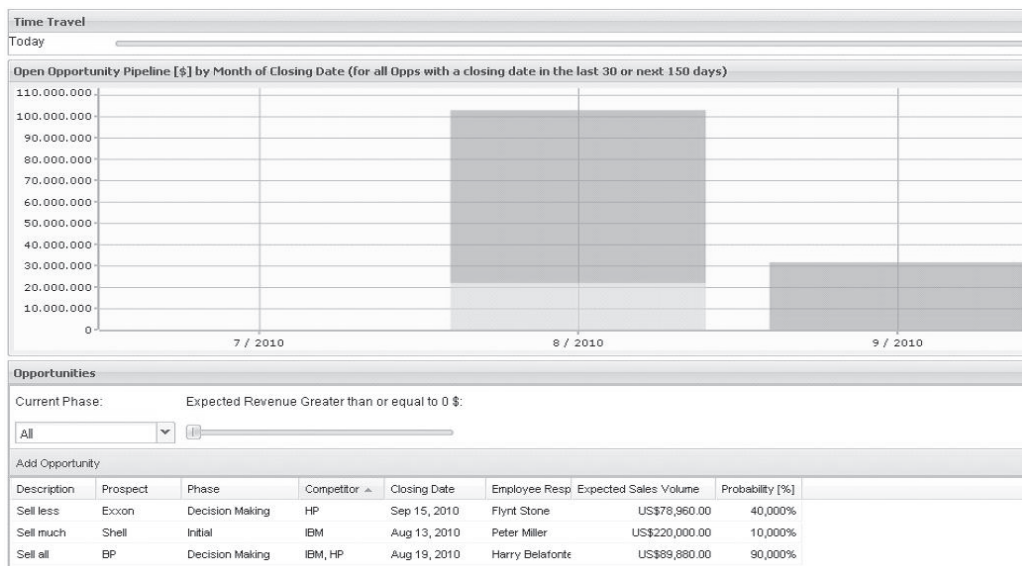 Time Travel
Today
Open Opportunity Pipeline [$] by Month of Closing Date (for all Opps with a closing date in the last 30 or next 150 days)
110.000.000
100.000.000
90.000.000
80.000.000
70.000.000
60.000.000
50.000.000
40.000.000
30.000.000
20.000.000
10.000.000
0
7 / 2010 8 / 2010 9 / 2010
Opportunities
Current Phase: Expected Revenue Greater than or equal to 0 $:
All
Add Opportunity
Description Prospect Phase Competitor Closing Date Employee Resp Expected Sales Volume Probability [%]
Sell less Exxon Decision Making HP Sep 15, 2010 Flynt Stone US$78,960.00 40,000%
Sell much Shell Initial IBM Aug 13, 2010 Peter Miller US$220,000.00 10,000%
Sell all BP Decision Making IBM, HP Aug 19, 2010 Harry Belafonte US$89,880.00 90,000%